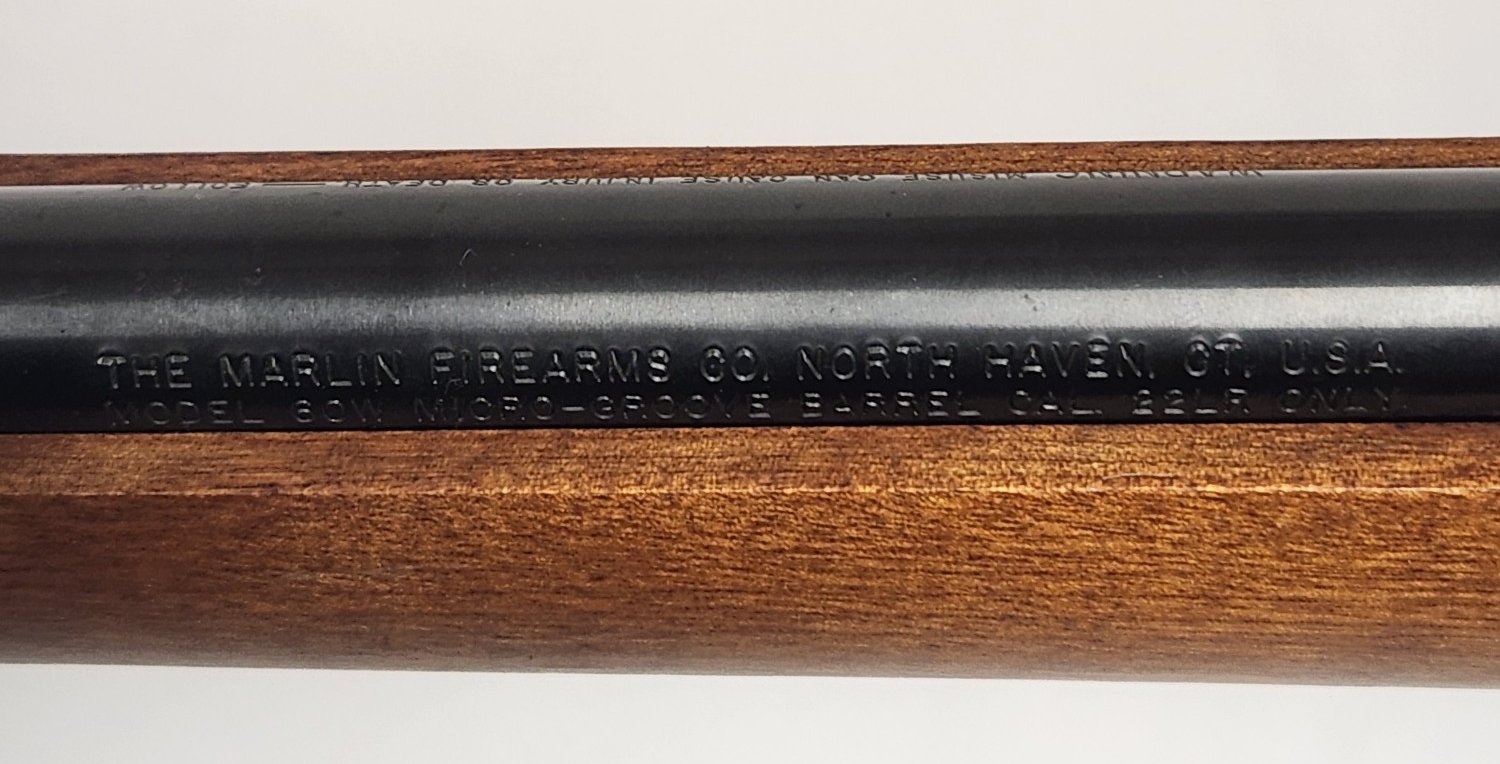 WARNING MISUSE CAN CAUSE INJURY OR DEATH — FOLLOW
THE MARLIN FIREARMS CO. NORTH HAVEN, CT. U.S.A.
MODEL 60W MICRO-GROOVE BARREL CAL. 22LR ONLY.